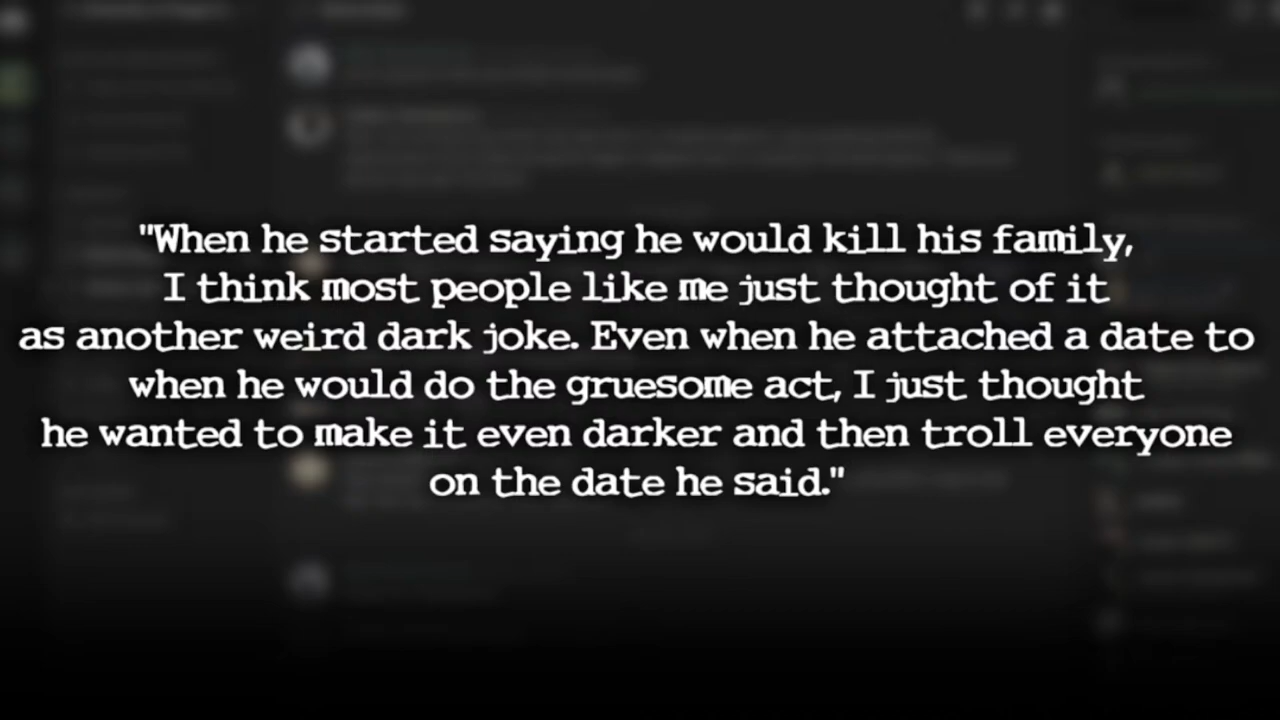 "When he started saying he would kill his family,
I think most people like me just thought of it
as another weird dark joke. Even when he attached a date to
when he would do the gruesome act, I just thought
he wanted to make it even darker and then troll everyone
on the date he said."